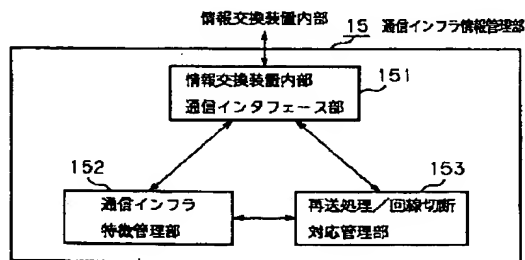 情報交換装置内部
15 通信インフラ情報管理部
情報交換装置内部
通信インタフェース部
151
152
通信インフラ
特徴管理部
153
再送処理/回線切断
対応管理部